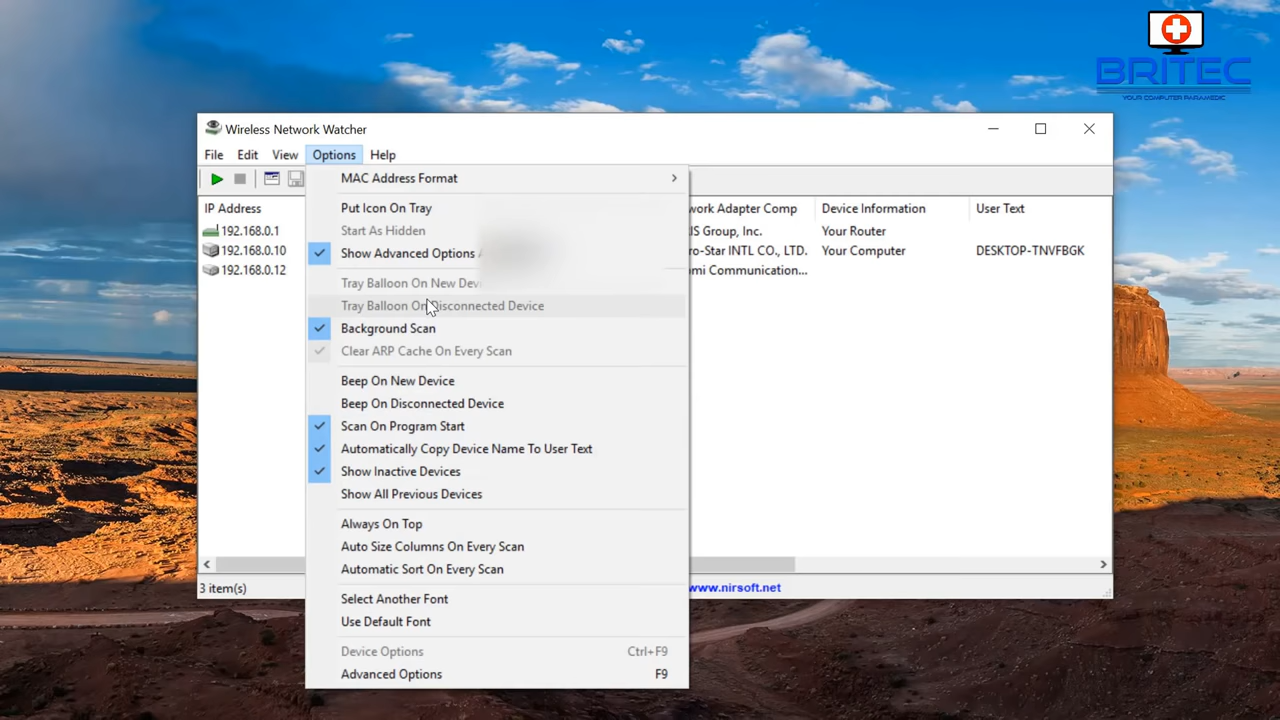 BRITEC
YOUR COMPUTER PARAMEDIC
Wireless Network Watcher
File Edit View Options Help
IP Address
192.168.0.1
192.168.0.10
192.168.0.12
MAC Address Format
Put Icon On Tray
Start As Hidden
Show Advanced Options
Tray Balloon On New
Tray Balloon On Disconnected Device
Background Scan
Clear ARP Cache On Every Scan
Beep On New Device
Beep On Disconnected Device
Scan On Program Start
Automatically Copy Device Name To User Text
Show Inactive Devices
Show All Previous Devices
Always On Top
Auto Size Columns On Every Scan
Automatic Sort On Every Scan
Select Another Font
Use Default Font
Device Options Ctrl+F9
Advanced Options F9
work Adapter Comp Device Information User Text
IS Group, Inc. Your Router
ro-Star INTL CO., LTD. Your Computer DESKTOP-TNVFBGK
omi Communication...
3 item(s)
www.nirsoft.net